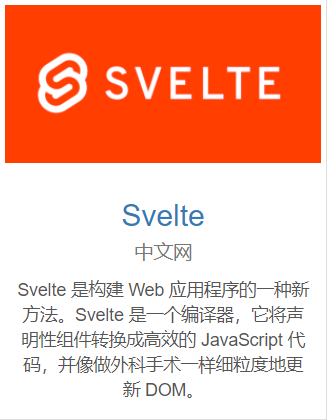 SVELTE
Svelte
中文网
Svelte 是构建 Web 应用程序的一种新
方法。Svelte 是一个编译器，它将声
明性组件转换成高效的 JavaScript 代
码，并像做外科手术一样细粒度地更
新 DOM。